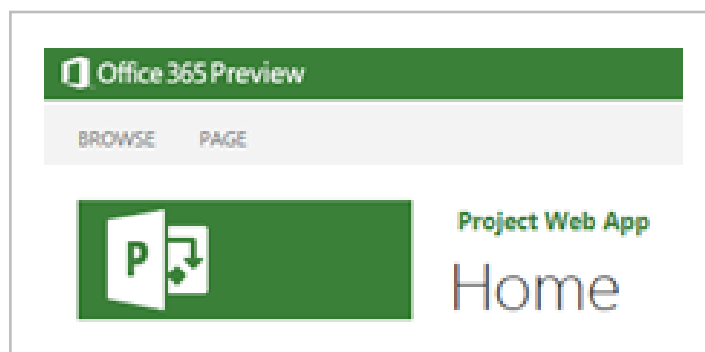 Office 365 Preview
BROWSE PAGE
P
Project Web App
Home